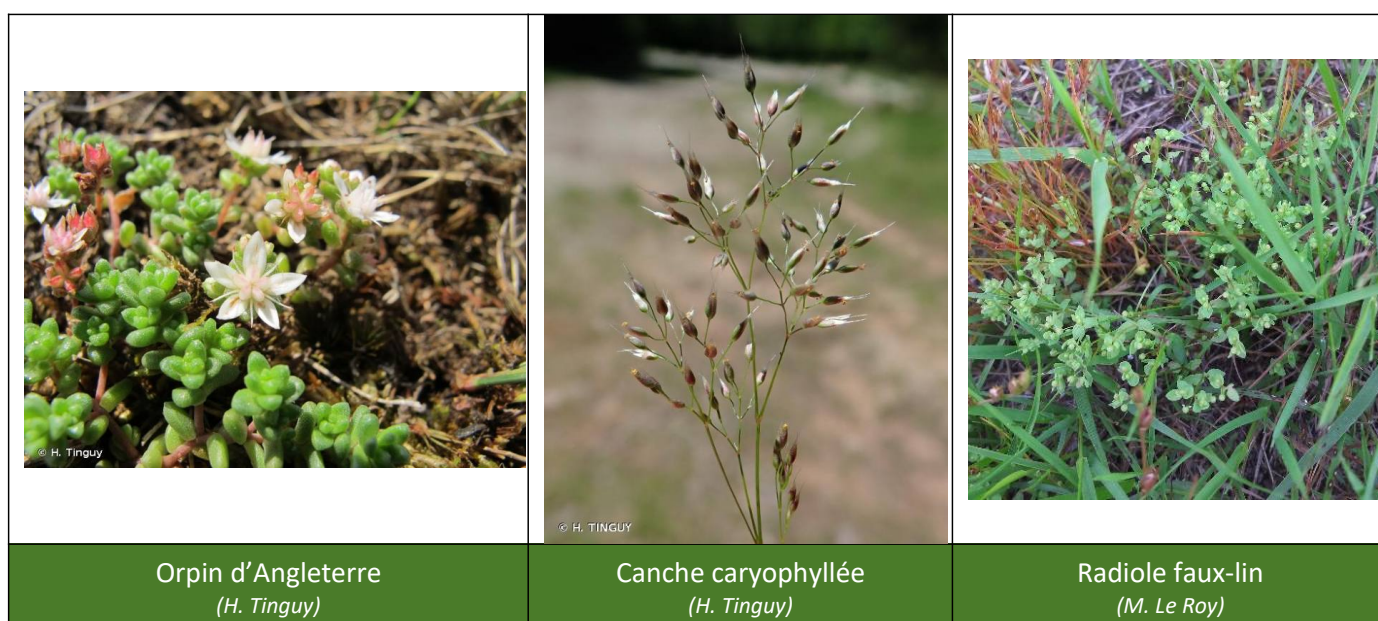 © H. Tinguy
© H. TINGUY
Orpin d’Angleterre
(H. Tinguy)
Canche caryophyllée
(H. Tinguy)
Radiole faux-lin
(M. Le Roy)